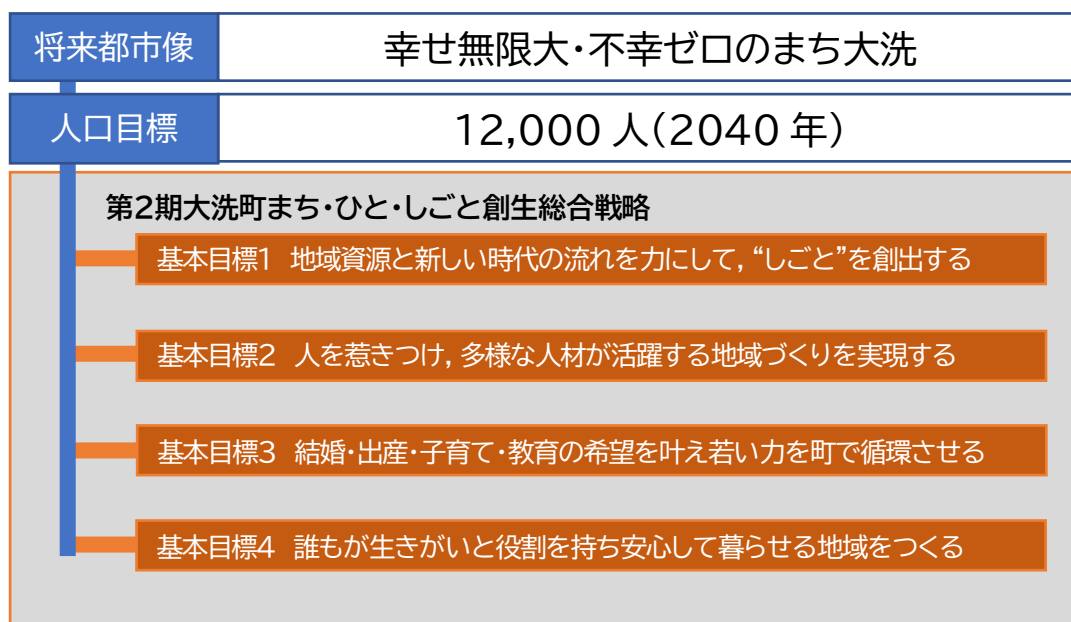 将来都市像
幸せ無限大・不幸ゼロのまち大洗
人口目標
12,000 人(2040 年)
第2期大洗町まち・ひと・しごと創生総合戦略
基本目標1 地域資源と新しい時代の流れを力にして,“しごと”を創出する
基本目標2 人を惹きつけ,多様な人材が活躍する地域づくりを実現する
基本目標3 結婚・出産・子育て・教育の希望を叶え若い力を町で循環させる
基本目標4 誰もが生きがいと役割を持ち安心して暮らせる地域をつくる